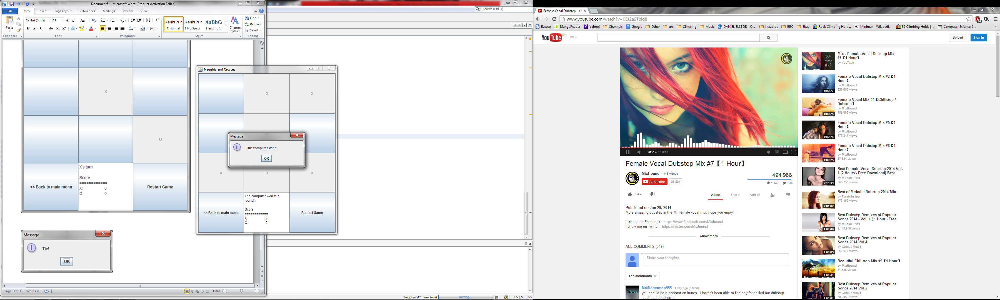 Document5 - Microsoft Word (Product Activation Failed)
File Home Insert Page Layout References Mailings Review View
Paste
Calibri (Body) 11
Find
Replace
Select
AaBbCcDc AaBbCcDc AaBbCc
¶ Normal ¶ No Spaci... Heading 1
Change Styles
Clipboard Font Paragraph Styles Editing
X
O
<< Back to main menu
X's turn
Score
============
X: 0
O: 0
Restart Game
Message
Tie!
OK
Page: 3 of 3 Words: 0 120%
Search (Ctrl+I)
Naughts and Crosses
O X
Message
The computer wins!
OK
X O X
<< Back to main menu
The computer won this
round!
Score
============
X: 0
O: 0
Restart Game
NaughtsandCrosses (run) running... 172 | 6 INS
Female Vocal Dubstep
www.youtube.com/watch?v=0EJ2a9Tbid8
Batoto MangaReader Yahoo! Channels Google Other uni Climbing Music DANIEL ELSTOB - O... tictactoe BBC Ebay Rock Climbing Hold... Minimax - Wikipedi... 36 Climbing Holds | ... Computer Science G... »
YouTube GB
Upload Sign in
34:23 / 1:00:13
Female Vocal Dubstep Mix #7【1 Hour】
MixHound · 145 videos
Subscribe 33,804
494,986
4,439 106
Like About Share Add to
Published on Jan 29, 2014
More amazing dubstep in the 7th female vocal mix, hope you enjoy!
Like me on Facebook - https://www.facebook.com/Mixhound
Follow me on Twitter - https://twitter.com/Mixhound
Show more
ALL COMMENTS (349)
Share your thoughts
Top comments
MrMidgetman555 1 day ago (edited)
you should do a podcast on itunes. I haven't been able to find any for chilled out dubstep.
Just a suggestion :)
50+
VIDEOS
Mix - Female Vocal Dubstep Mix
#7【1 Hour】
by YouTube
Female Vocal Dubstep Mix #2【1
Hour】
by MixHound
525,655 views
1:02:27
Female Vocal Mix #4【Chillstep /
Dubstep】
by MixHound
159,966 views
1:00:24
Female Vocal Dubstep Mix #5【1
Hour】
by MixHound
177,847 views
1:02:24
Female Vocal Dubstep Mix #6【1
Hour】
by MixHound
87,894 views
1:00:25
Best Female Vocal Dubstep 2014 Vol.
1 (2 Hours - Free Download) Best
by MusicFuriax
303,730 views
2:15:39
Best of Melodic Dubstep 2014 Mix
by Twytchstep
173,152 views
2:01:02
Best Dubstep Remixes of Popular
Songs 2014 - Vol. 1 ( 1 Hour - Free
by MusicFuriax
1,140,900 views
1:00:06
Best Dubstep Remixes of Popular
Songs 2014 Vol.4
by GeniusMix94
252,813 views
1:00:03
Beautiful Chillstep Mix #9【1 Hour】
by MixHound
31,505 views
1:00:41
Best Dubstep Remixes of Popular
Songs 2014 Vol.2
by GeniusMix94
703,459 views